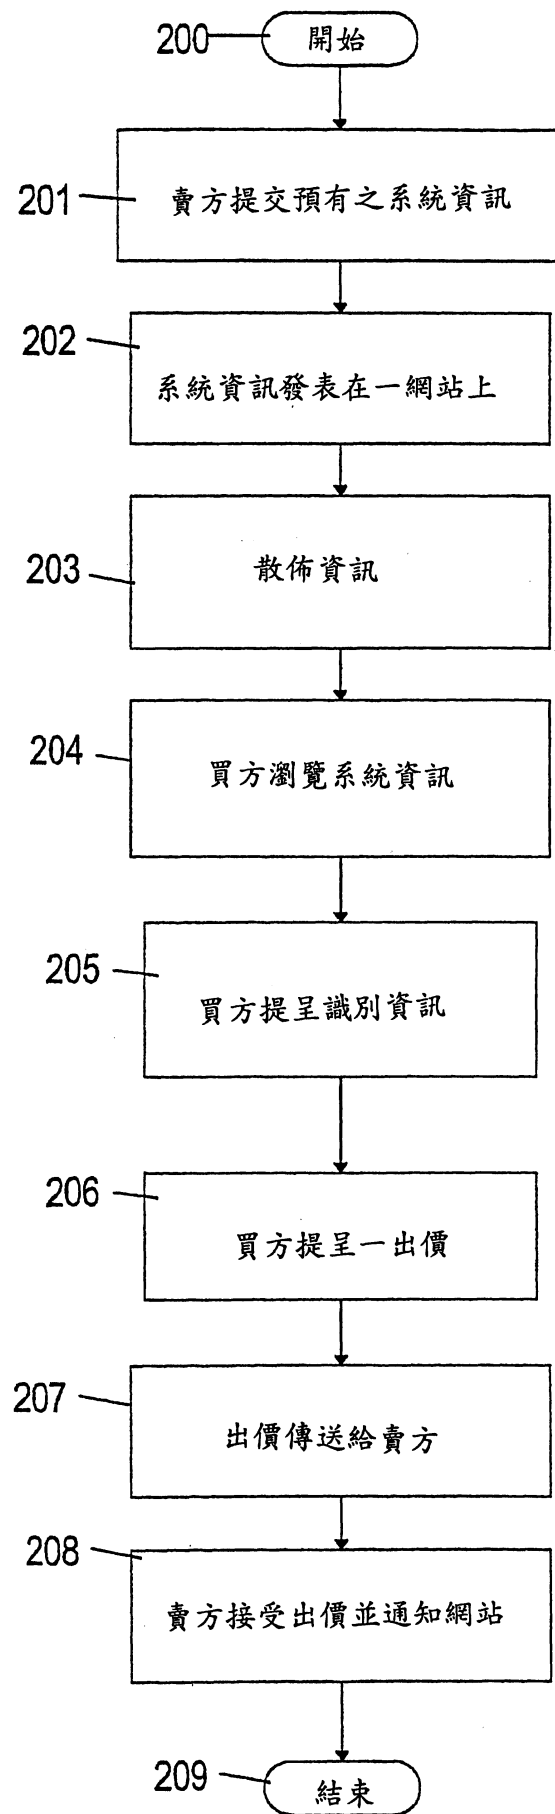 200 開始
201 賣方提交預有之系統資訊
202 系統資訊發表在一網站上
203 散佈資訊
204 買方瀏覽系統資訊
205 買方提呈識別資訊
206 買方提呈一出價
207 出價傳送給賣方
208 賣方接受出價並通知網站
209 結束